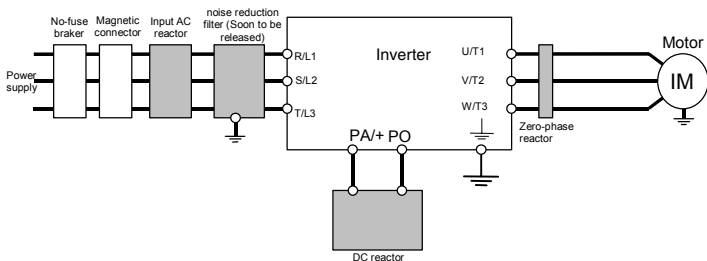 No-fuse
braker
Magnetic
connector
Input AC
reactor
noise reduction
filter (Soon to be
released)
Power
supply
R/L1
S/L2
T/L3
Inverter
U/T1
V/T2
W/T3
PA/+ PO
Zero-phase
reactor
Motor
IM
DC reactor